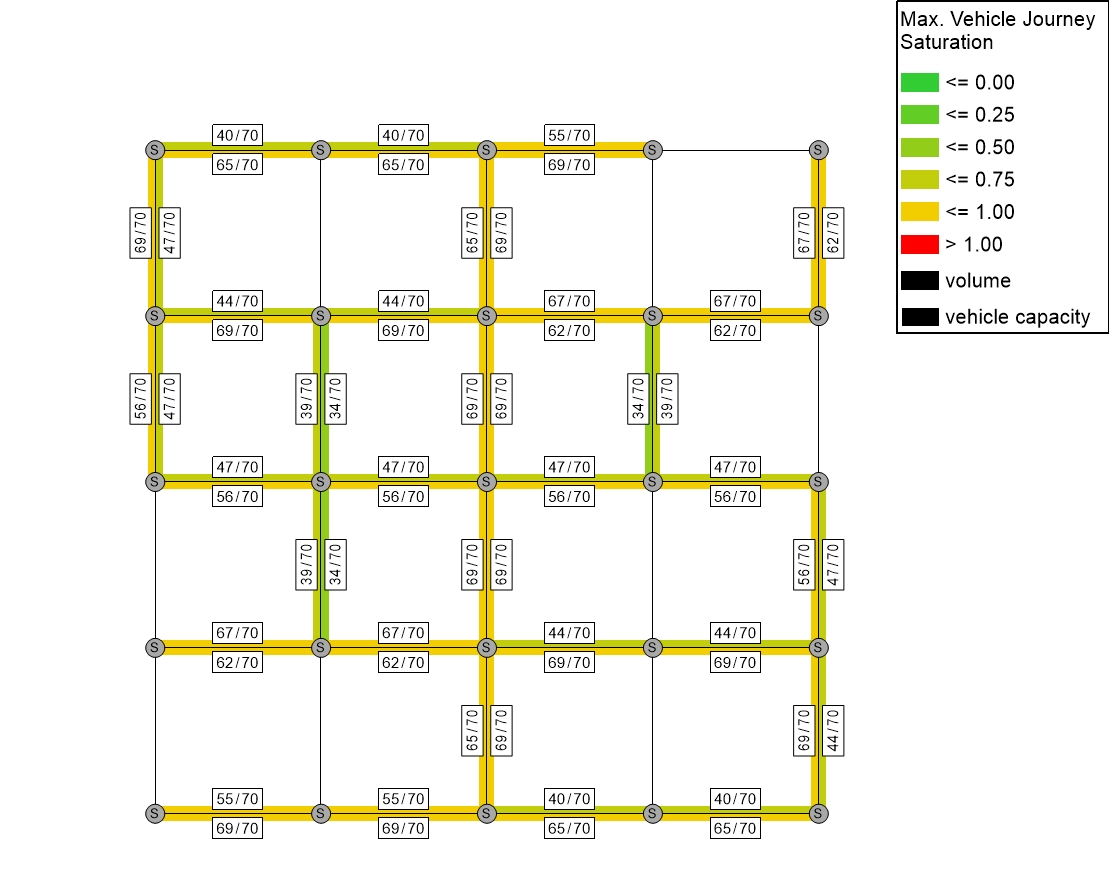 Max. Vehicle Journey
Saturation
<= 0.00
<= 0.25
<= 0.50
<= 0.75
<= 1.00
> 1.00
volume
vehicle capacity
40/70 40/70 55/70
S S S S S
65/70 65/70 69/70
69/70 47/70 65/70 69/70 67/70 62/70
44/70 44/70 67/70 67/70
S S S S S
69/70 69/70 62/70 62/70
56/70 47/70 39/70 34/70 69/70 69/70 34/70 39/70
47/70 47/70 47/70 47/70
S S S S S
56/70 56/70 56/70 56/70
39/70 34/70 69/70 69/70 56/70 47/70
67/70 67/70 44/70 44/70
S S S S S
62/70 62/70 69/70 69/70
65/70 69/70 69/70 44/70
55/70 55/70 40/70 40/70
S S S S S
69/70 69/70 65/70 65/70